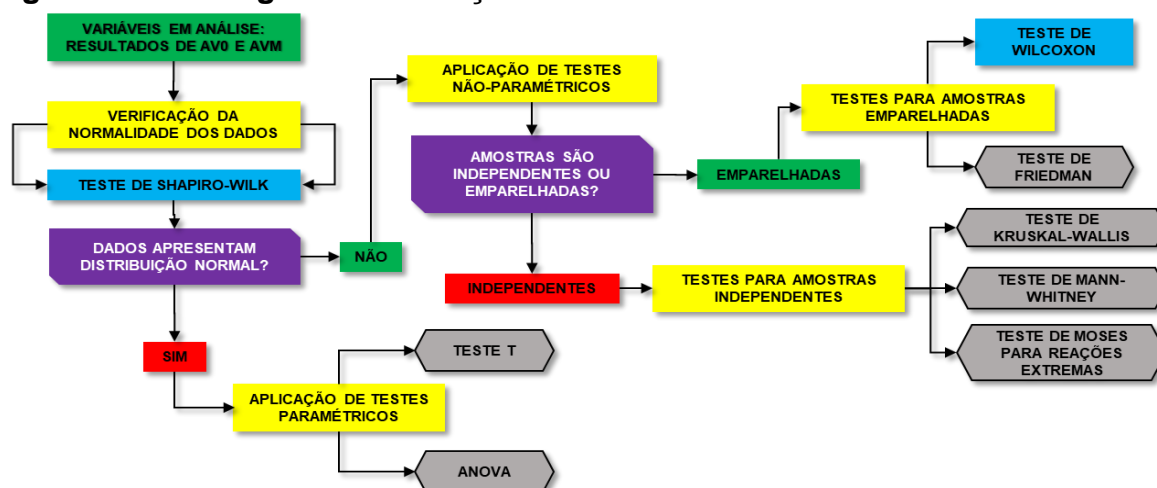 VARIÁVEIS EM ANÁLISE:
RESULTADOS DE AV0 E AVM
VERIFICAÇÃO DA
NORMALIDADE DOS DADOS
TESTE DE SHAPIRO-WILK
DADOS APRESENTAM
DISTRIBUIÇÃO NORMAL?
NÃO
SIM
APLICAÇÃO DE TESTES
PARAMÉTRICOS
TESTE T
ANOVA
APLICAÇÃO DE TESTES
NÃO-PARAMÉTRICOS
AMOSTRAS SÃO
INDEPENDENTES OU
EMPARELHADAS?
EMPARELHADAS
TESTES PARA AMOSTRAS
EMPARELHADAS
TESTE DE
WILCOXON
TESTE DE
FRIEDMAN
INDEPENDENTES
TESTES PARA AMOSTRAS
INDEPENDENTES
TESTE DE
KRUSKAL-WALLIS
TESTE DE MANN-
WHITNEY
TESTE DE MOSES
PARA REAÇÕES
EXTREMAS